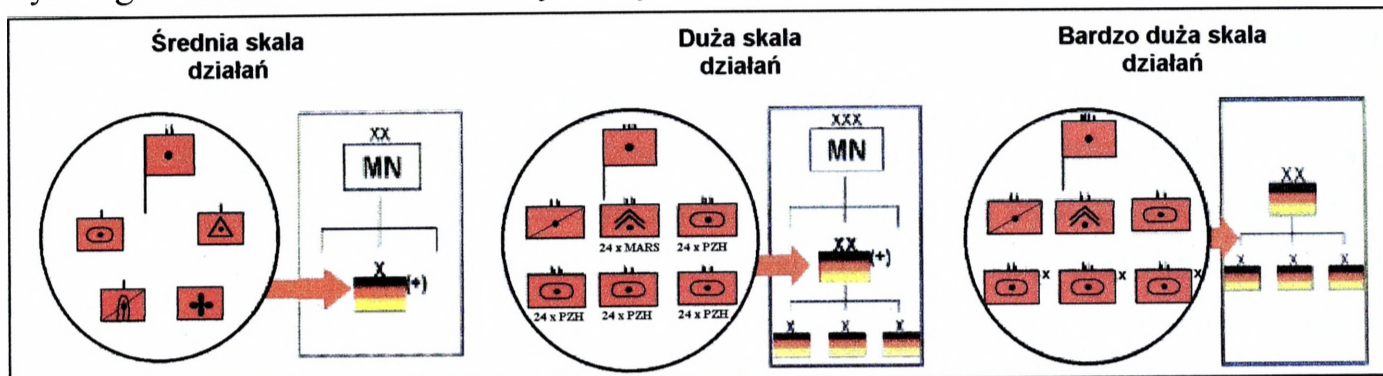 Średnia skala
działań
Duża skala
działań
Bardzo duża skala
działań
XX
MN
X
(+)
XXX
MN
XX
(+)
X X X
24 x MARS 24 x PZH
24 x PZH 24 x PZH 24 x PZH
XX
X X X
x x x